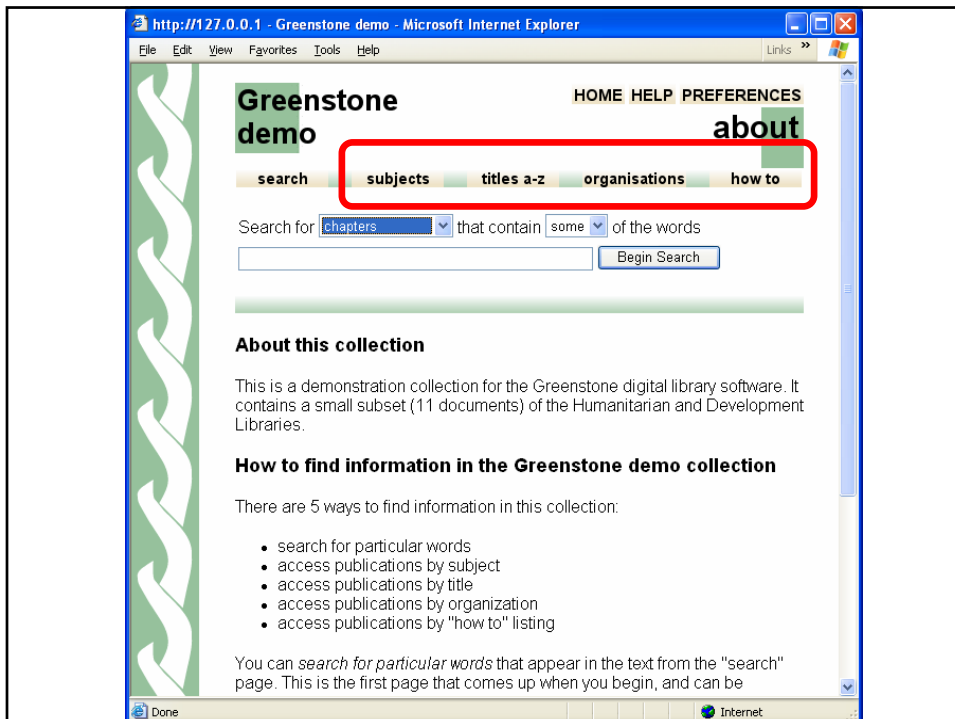 http://127.0.0.1 - Greenstone demo - Microsoft Internet Explorer
File Edit View Favorites Tools Help Links »
Greenstone
demo
HOME HELP PREFERENCES
about
search subjects titles a-z organisations how to
Search for chapters that contain some of the words
Begin Search
About this collection
This is a demonstration collection for the Greenstone digital library software. It
contains a small subset (11 documents) of the Humanitarian and Development
Libraries.
How to find information in the Greenstone demo collection
There are 5 ways to find information in this collection:
• search for particular words
• access publications by subject
• access publications by title
• access publications by organization
• access publications by "how to" listing
You can search for particular words that appear in the text from the "search"
page. This is the first page that comes up when you begin, and can be
Done Internet